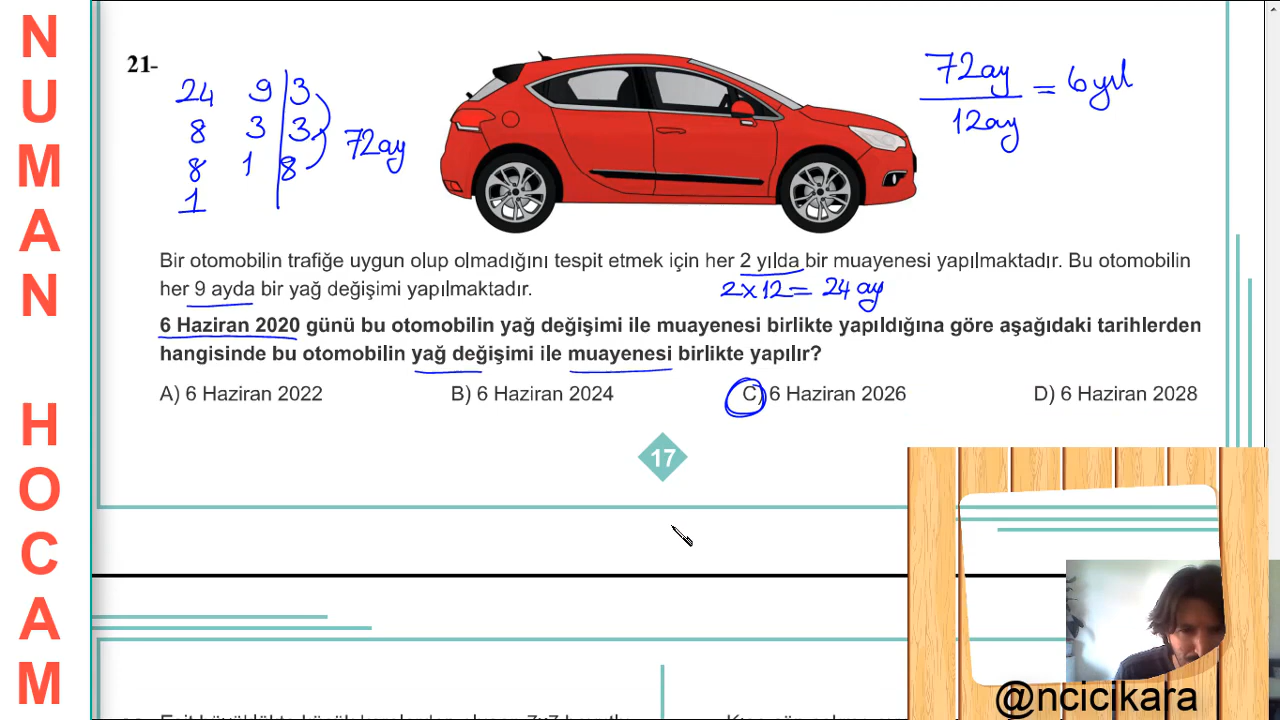 NUMAN HOCAM
21-
24 9 3
8 3 3
8 1 8
1
72ay
72ay
12ay
= 6 yıl
Bir otomobilin trafiğe uygun olup olmadığını tespit etmek için her 2 yılda bir muayenesi yapılmaktadır. Bu otomobilin
her 9 ayda bir yağ değişimi yapılmaktadır.
2x12= 24 ay
6 Haziran 2020 günü bu otomobilin yağ değişimi ile muayenesi birlikte yapıldığına göre aşağıdaki tarihlerden
hangisinde bu otomobilin yağ değişimi ile muayenesi birlikte yapılır?
A) 6 Haziran 2022 B) 6 Haziran 2024 C) 6 Haziran 2026 D) 6 Haziran 2028
17
@ncicikara